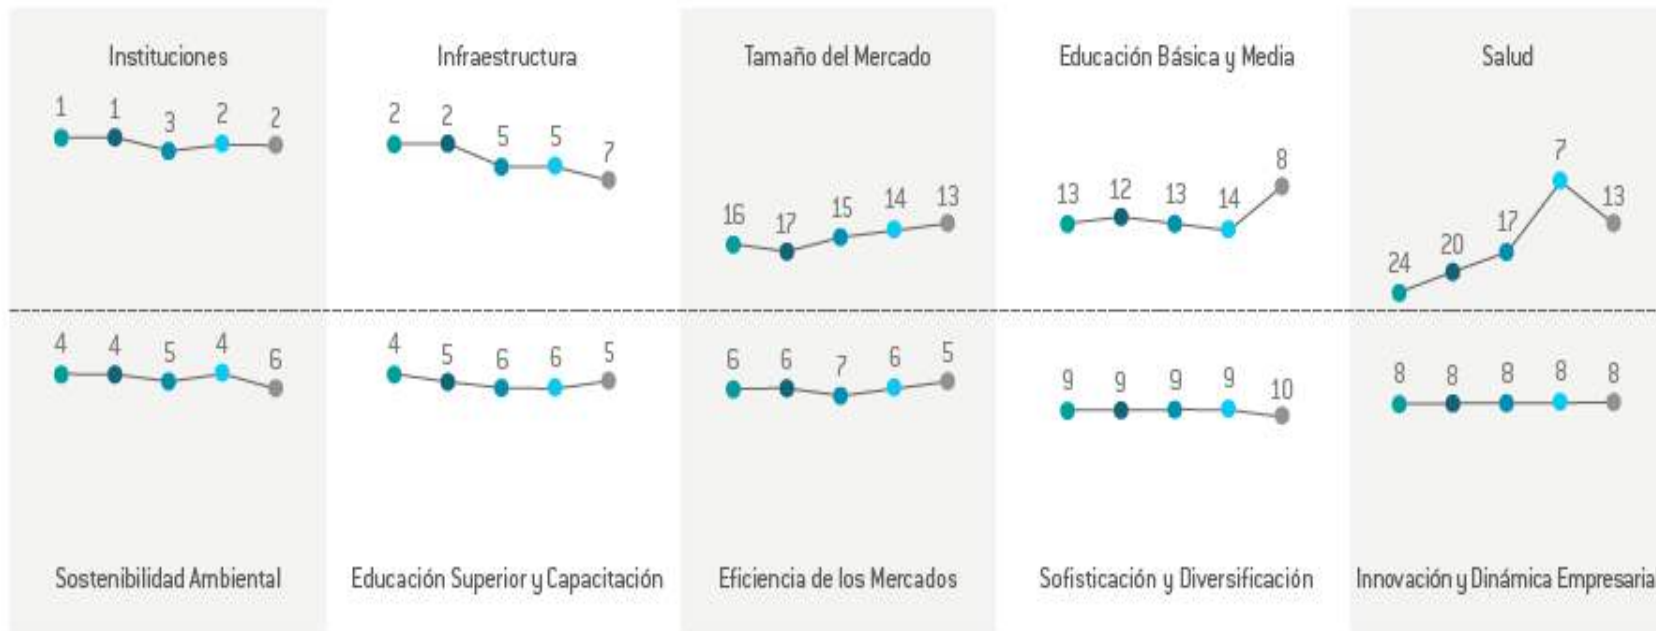 Instituciones
1 1 3 2 2
Infraestructura
2 2 5 5 7
Tamaño del Mercado
16 17 15 14 13
Educación Básica y Media
13 12 13 14 8
Salud
24 20 17 7 13
4 4 5 4 6
Sostenibilidad Ambiental
4 5 6 6 5
Educación Superior y Capacitación
6 6 7 6 5
Eficiencia de los Mercados
9 9 9 9 10
Sofisticación y Diversificación
8 8 8 8 8
Innovación y Dinámica Empresaria